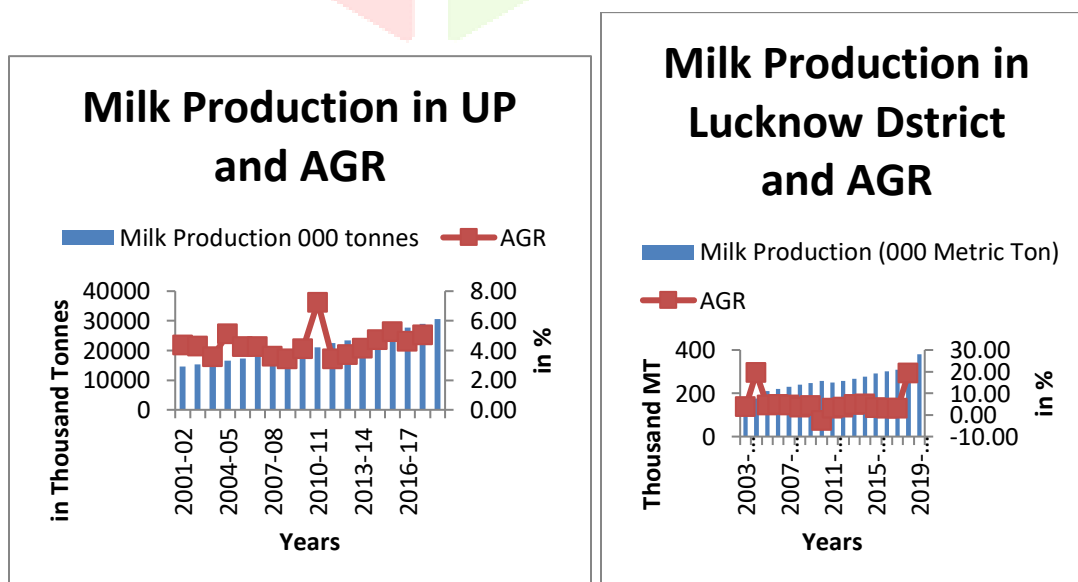 Milk Production in UP
and AGR
Milk Production 000 tonnes
AGR
in Thousand Tonnes
40000
30000
20000
10000
0
8.00
6.00
4.00
2.00
0.00
in %
2001-02
2004-05
2007-08
2010-11
2013-14
2016-17
Years
Milk Production in
Lucknow Dstrict
and AGR
Milk Production (000 Metric Ton)
AGR
Thousand MT
400
200
0
30.00
20.00
10.00
0.00
-10.00
in %
2003-…
2007-…
2011-…
2015-…
2019-…
Years